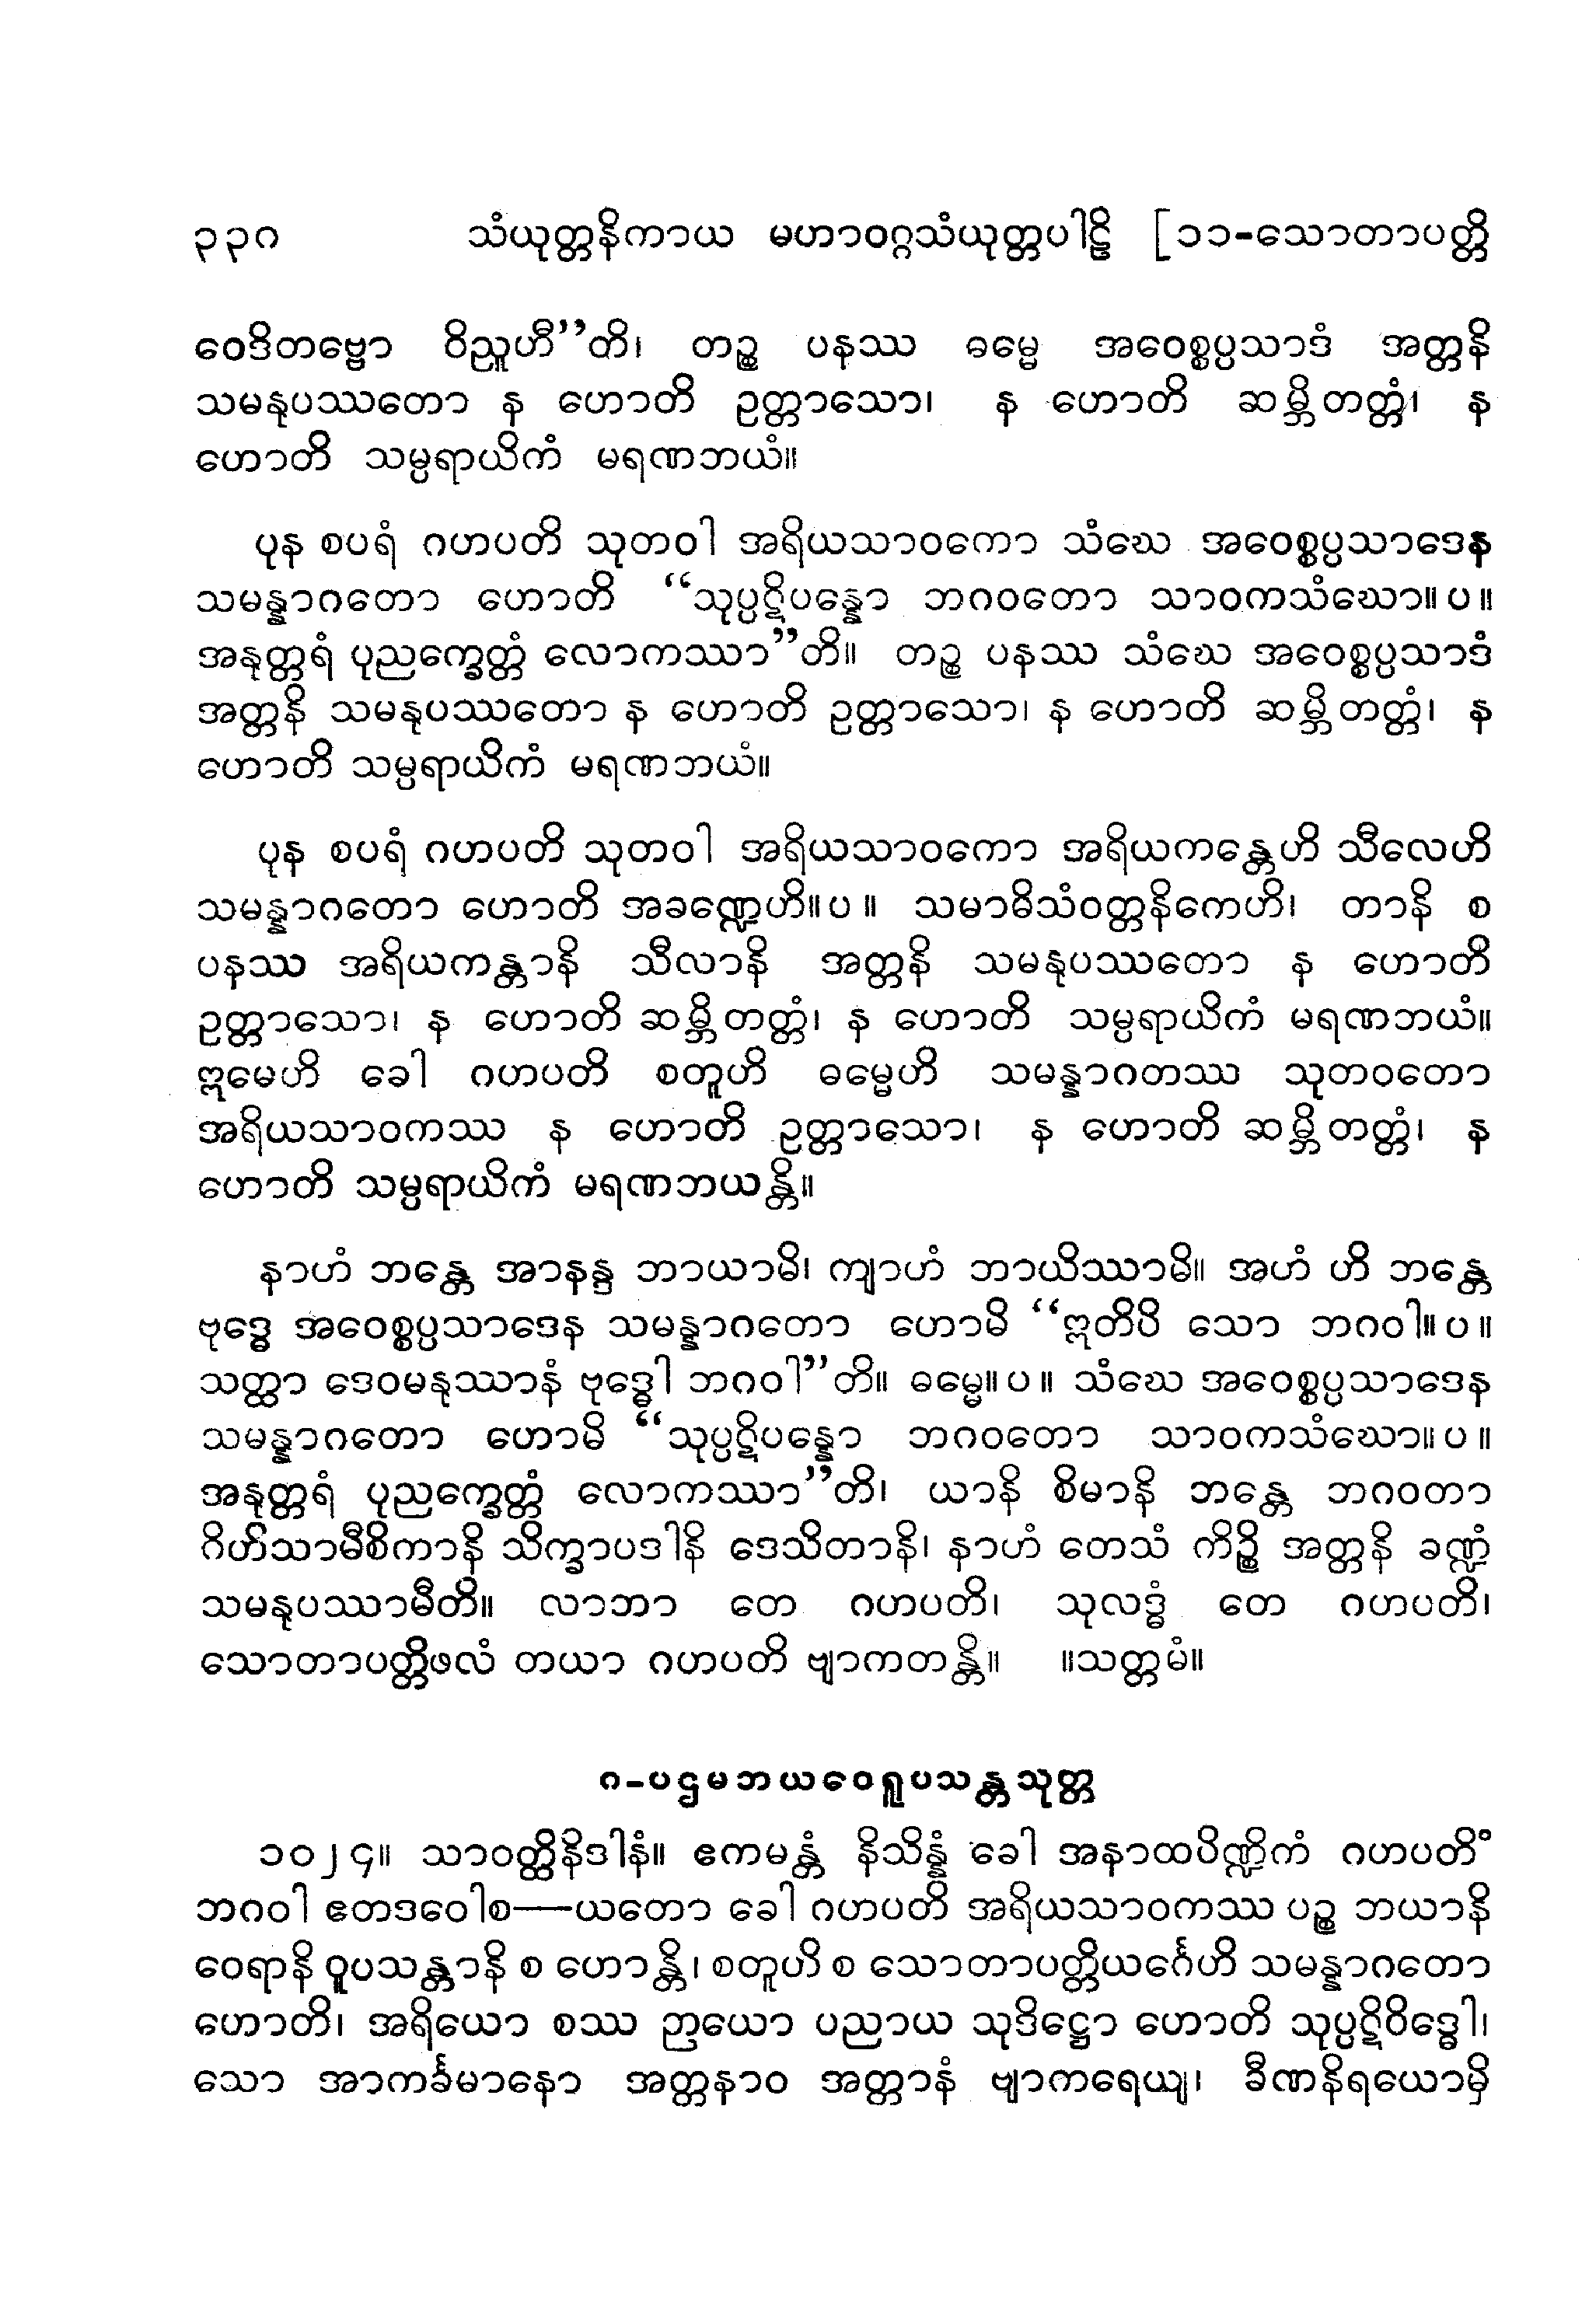 ၃၃၈ သံယုတ္တနိကာယ မဟာဝဂ္ဂသံယုတ္တပါဠိ [၁၁-သောတာပတ္တိ
ဝေဒိတဗ္ဗော ဝိညူဟီ”တိ၊ တဉ္စ ပနဿ ဓမ္မေ အဝေစ္စပ္ပသာဒံ အတ္တနိ
သမနုပဿတော န ဟောတိ ဥတ္တာသော၊ န ဟောတိ ဆမ္ဘိတတ္တံ၊ န
ဟောတိ သမ္ပရာယိကံ မရဏဘယံ။
ပုန စပရံ ဂဟပတိ သုတဝါ အရိယသာဝကော သံဃေ အဝေစ္စပ္ပသာဒေန
သမန္နာဂတော ဟောတိ “သုပ္ပဋိပန္နော ဘဂဝတော သာဝကသံဃော။ပ။
အနုတ္တရံ ပုညက္ခေတ္တံ လောကဿာ”တိ။ တဉ္စ ပနဿ သံဃေ အဝေစ္စပ္ပသာဒံ
အတ္တနိ သမနုပဿတော န ဟောတိ ဥတ္တာသော၊ န ဟောတိ ဆမ္ဘိတတ္တံ၊ န
ဟောတိ သမ္ပရာယိကံ မရဏဘယံ။
ပုန စပရံ ဂဟပတိ သုတဝါ အရိယသာဝကော အရိယကန္တေဟိ သီလေဟိ
သမန္နာဂတော ဟောတိ အခဏ္ဍေဟိ။ပ။ သမာဓိသံဝတ္တနိကေဟိ၊ တာနိ စ
ပနဿ အရိယကန္တာနိ သီလာနိ အတ္တနိ သမနုပဿတော န ဟောတိ
ဥတ္တာသော၊ န ဟောတိ ဆမ္ဘိတတ္တံ၊ န ဟောတိ သမ္ပရာယိကံ မရဏဘယံ။
ဣမေဟိ ခေါ ဂဟပတိ စတူဟိ ဓမ္မေဟိ သမန္နာဂတဿ သုတဝတော
အရိယသာဝကဿ န ဟောတိ ဥတ္တာသော၊ န ဟောတိ ဆမ္ဘိတတ္တံ၊ န
ဟောတိ သမ္ပရာယိကံ မရဏဘယန္တိ။
နာဟံ ဘန္တေ အာနန္ဒ ဘာယာမိ၊ ကျာဟံ ဘာယိဿာမိ။ အဟံ ဟိ ဘန္တေ
ဗုဒ္ဓေ အဝေစ္စပ္ပသာဒေန သမန္နာဂတော ဟောမိ “ဣတိပိ သော ဘဂဝါ။ပ။
သတ္ထာ ဒေဝမနုဿာနံ ဗုဒ္ဓေါ ဘဂဝါ”တိ။ ဓမ္မေ။ပ။ သံဃေ အဝေစ္စပ္ပသာဒေန
သမန္နာဂတော ဟောမိ “သုပ္ပဋိပန္နော ဘဂဝတော သာဝကသံဃော။ပ။
အနုတ္တရံ ပုညက္ခေတ္တံ လောကဿာ”တိ၊ ယာနိ စိမာနိ ဘန္တေ ဘဂဝတာ
ဂိဟိသာမီစိကာနိ သိက္ခာပဒါနိ ဒေသိတာနိ၊ နာဟံ တေသံ ကိဉ္စိ အတ္တနိ ခဏ္ဍံ
သမနုပဿာမီတိ။ လာဘာ တေ ဂဟပတိ၊ သုလဒ္ဓံ တေ ဂဟပတိ၊
သောတာပတ္တိဖလံ တယာ ဂဟပတိ ဗျာကတန္တိ။ ။သတ္တမံ။
၈-ပဌမဘယဝေရူပသန္တသုတ္တ
၁၀၂၄။ သာဝတ္ထိနိဒါနံ။ ဧကမန္တံ နိသိန္နံ ခေါ အနာထပိဏ္ဍိကံ ဂဟပတိံ
ဘဂဝါ ဧတဒဝေါစ—ယတော ခေါ ဂဟပတိ အရိယသာဝကဿ ပဉ္စ ဘယာနိ
ဝေရာနိ ဝူပသန္တာနိ စ ဟောန္တိ၊ စတူဟိ စ သောတာပတ္တိယင်္ဂေဟိ သမန္နာဂတော
ဟောတိ၊ အရိယော စဿ ဉာယော ပညာယ သုဒိဋ္ဌော ဟောတိ သုပ္ပဋိဝိဒ္ဓေါ၊
သော အာကင်္ခမာနော အတ္တနာဝ အတ္တာနံ ဗျာကရေယျ၊ ခီဏနိရယောမှိ